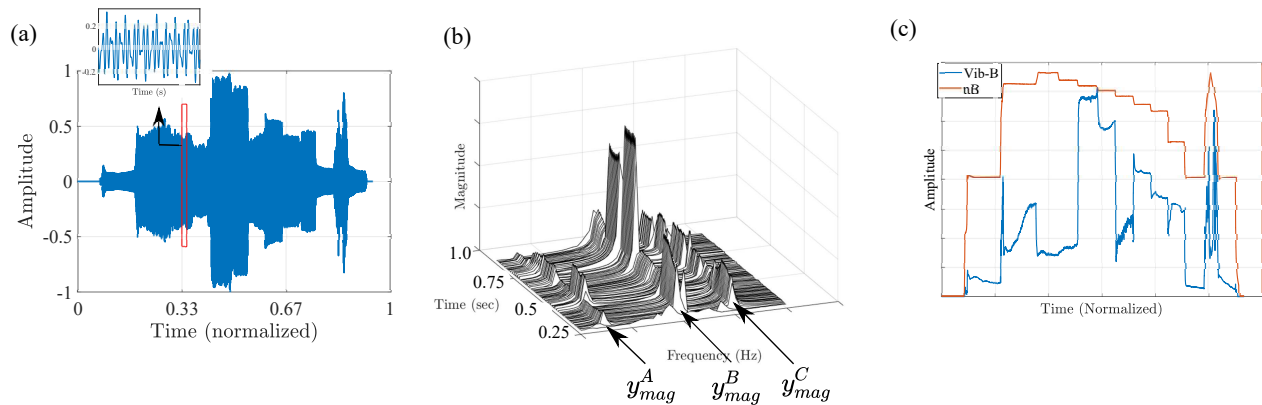 (a)
0.2
0
-0.2
Time (s)
1
0.5
0
-0.5
-1
Amplitude
0
0.33
0.67
1
Time (normalized)
(b)
Magnitude
1.0
0.75
0.5
0.25
Time (sec)
Frequency (Hz)
y^A_mag
y^B_mag
y^C_mag
(c)
Vib-B
nB
Amplitude
Time (Normalized)